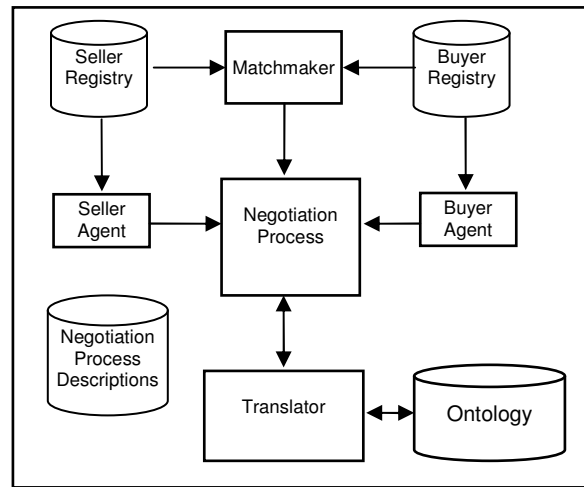 Seller
Registry
Matchmaker
Buyer
Registry
Seller
Agent
Negotiation
Process
Buyer
Agent
Negotiation
Process
Descriptions
Translator
Ontology